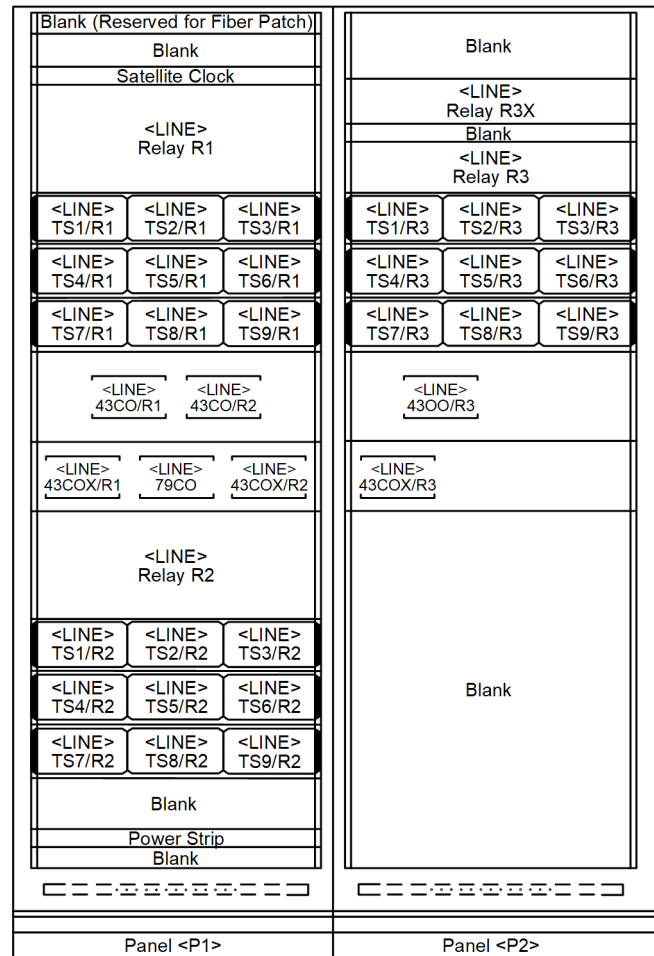 Blank (Reserved for Fiber Patch)
Blank
Satellite Clock
<LINE>
Relay R1
<LINE> <LINE> <LINE>
TS1/R1 TS2/R1 TS3/R1
<LINE> <LINE> <LINE>
TS4/R1 TS5/R1 TS6/R1
<LINE> <LINE> <LINE>
TS7/R1 TS8/R1 TS9/R1
<LINE> <LINE>
43CO/R1 43CO/R2
<LINE> <LINE> <LINE>
43COX/R1 79CO 43COX/R2
<LINE>
Relay R2
<LINE> <LINE> <LINE>
TS1/R2 TS2/R2 TS3/R2
<LINE> <LINE> <LINE>
TS4/R2 TS5/R2 TS6/R2
<LINE> <LINE> <LINE>
TS7/R2 TS8/R2 TS9/R2
Blank
Power Strip
Blank
Panel <P1>
Blank
<LINE>
Relay R3X
Blank
<LINE>
Relay R3
<LINE> <LINE> <LINE>
TS1/R3 TS2/R3 TS3/R3
<LINE> <LINE> <LINE>
TS4/R3 TS5/R3 TS6/R3
<LINE> <LINE> <LINE>
TS7/R3 TS8/R3 TS9/R3
<LINE>
43OO/R3
<LINE>
43COX/R3
Blank
Panel <P2>